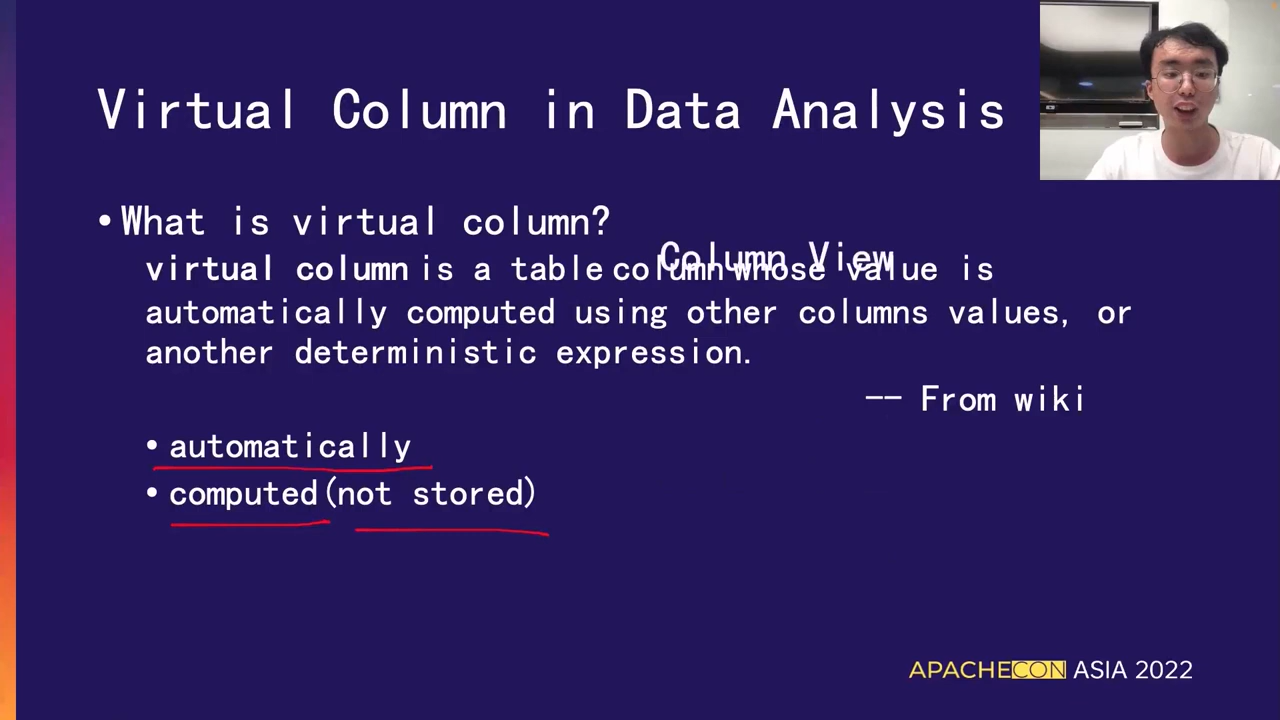 Virtual Column in Data Analysis
•What is virtual column?
Column View
virtual column is a table column whose value is
automatically computed using other columns values, or
another deterministic expression.
-- From wiki
• automatically
• computed(not stored)
APACHECON ASIA 2022